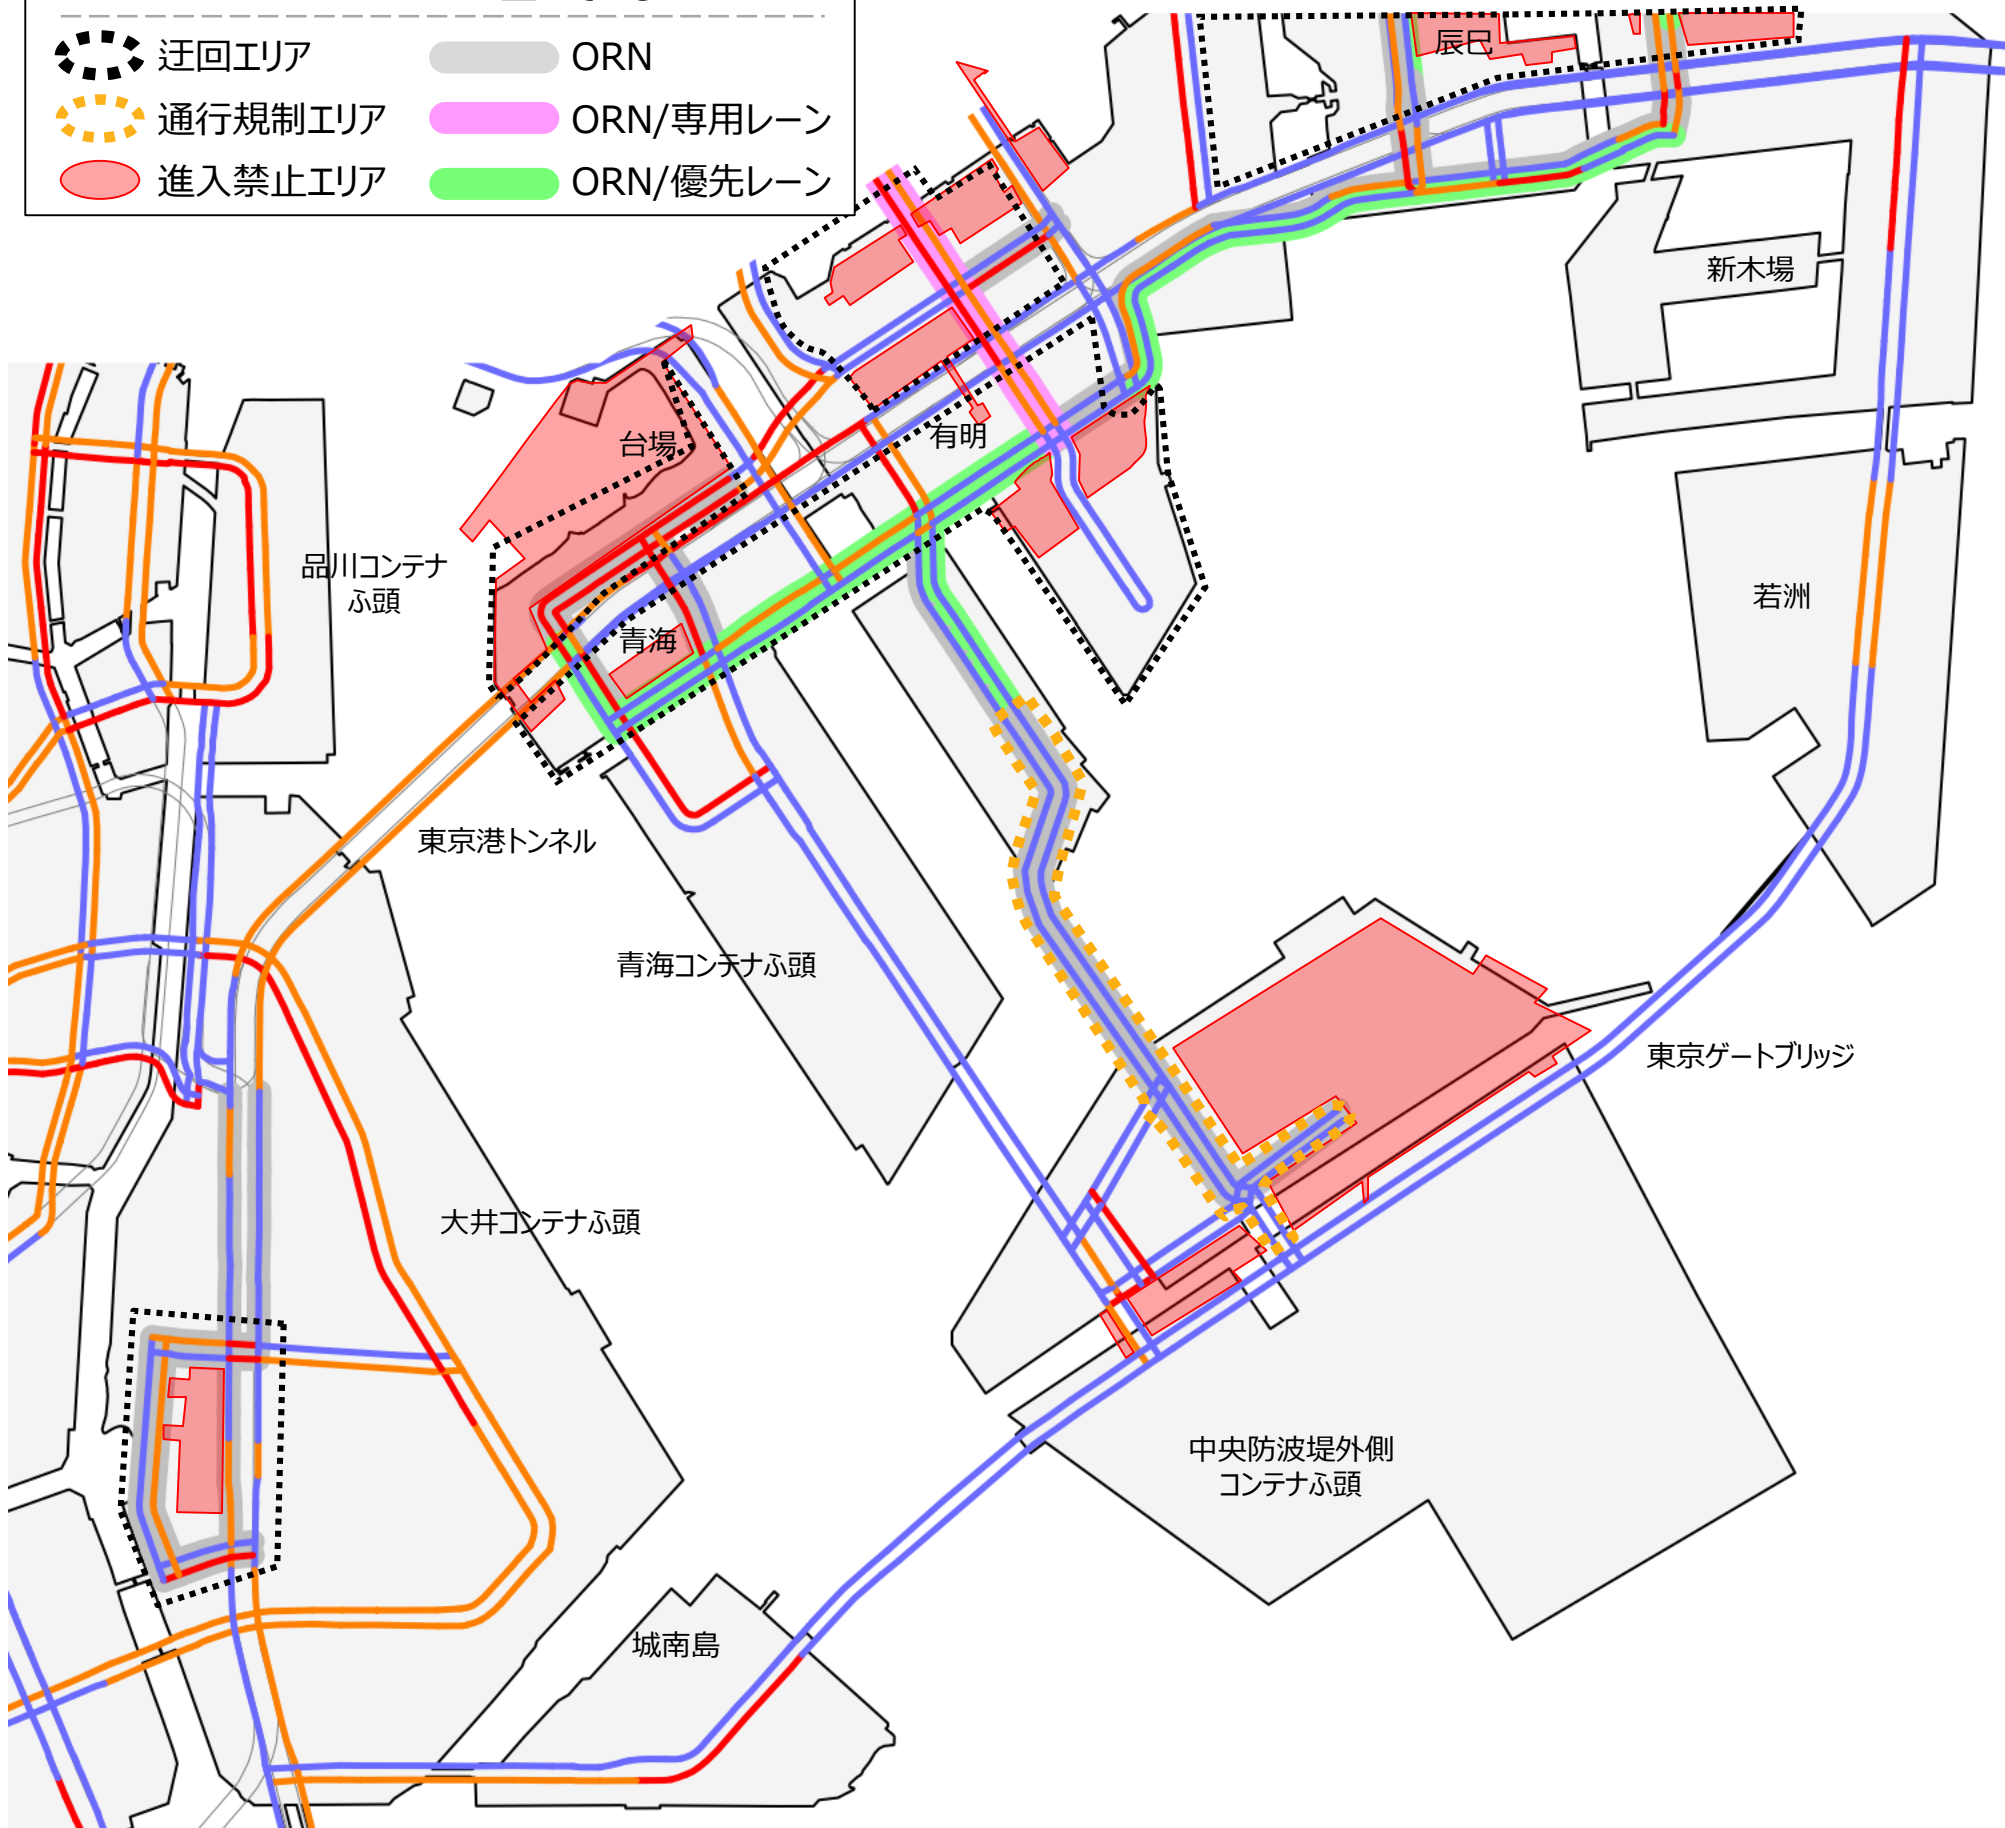 迂回エリア
ORN
通行規制エリア
ORN/専用レーン
進入禁止エリア
ORN/優先レーン
辰巳
新木場
有明
台場
品川コンテナ
ふ頭
青海
若洲
東京港トンネル
青海コンテナふ頭
東京ゲートブリッジ
大井コンテナふ頭
中央防波堤外側
コンテナふ頭
城南島